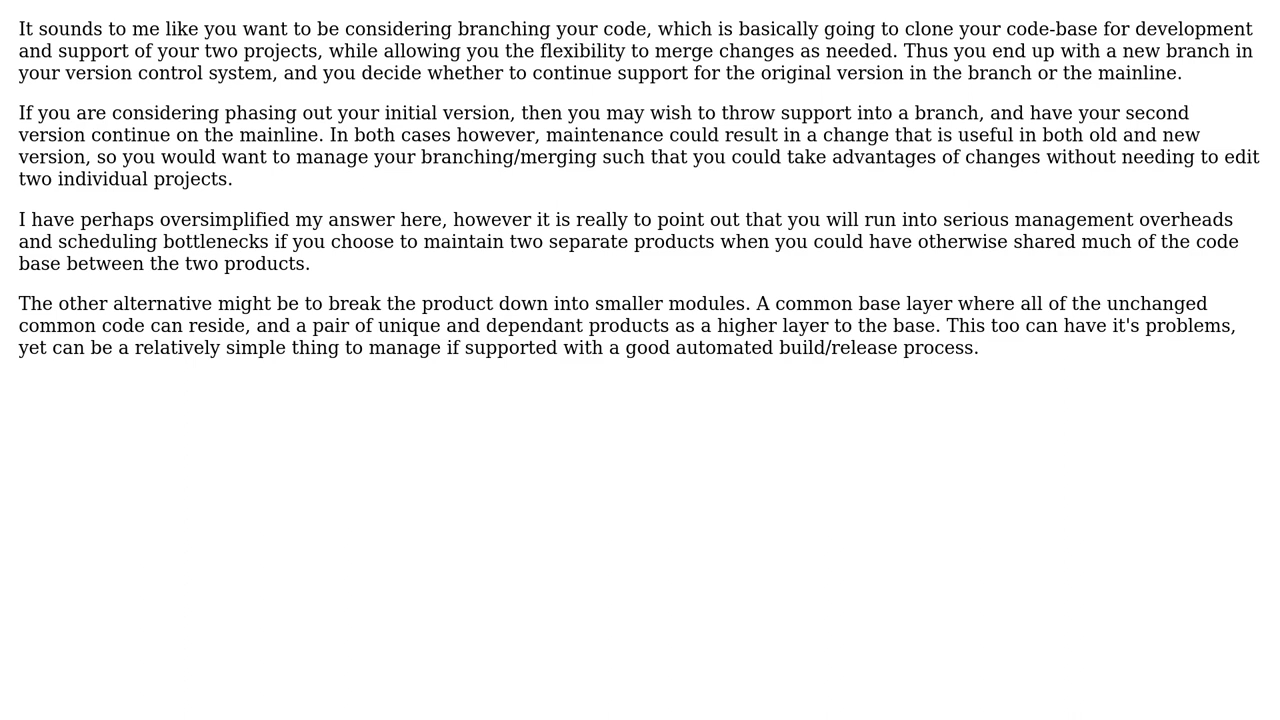 It sounds to me like you want to be considering branching your code, which is basically going to clone your code-base for development
and support of your two projects, while allowing you the flexibility to merge changes as needed. Thus you end up with a new branch in
your version control system, and you decide whether to continue support for the original version in the branch or the mainline.
If you are considering phasing out your initial version, then you may wish to throw support into a branch, and have your second
version continue on the mainline. In both cases however, maintenance could result in a change that is useful in both old and new
version, so you would want to manage your branching/merging such that you could take advantages of changes without needing to edit
two individual projects.
I have perhaps oversimplified my answer here, however it is really to point out that you will run into serious management overheads
and scheduling bottlenecks if you choose to maintain two separate products when you could have otherwise shared much of the code
base between the two products.
The other alternative might be to break the product down into smaller modules. A common base layer where all of the unchanged
common code can reside, and a pair of unique and dependant products as a higher layer to the base. This too can have it's problems,
yet can be a relatively simple thing to manage if supported with a good automated build/release process.